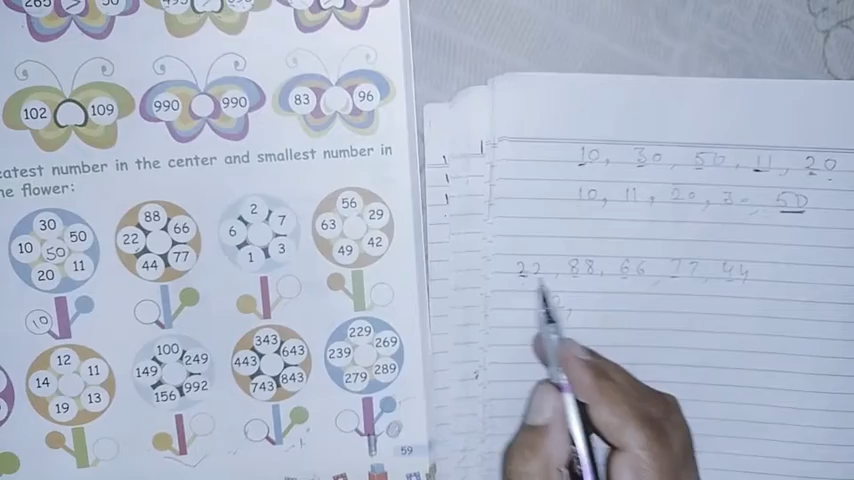 265 > 56
495 > 
102 109 990 990 83 96
eatest number in the center and smallest number in
he flower:
30 50 11 20 10 50
10
88 66 77 44 22
2 7 3 1 6
56 29 42 49 63
12 11 13 19 14
100 249 992 156 149
343 643 843 743 443
229 269 289 279 239
59
10, 30, 50, 11, 20
10, 11, 20, 30, 50
22, 88, 66, 77, 44